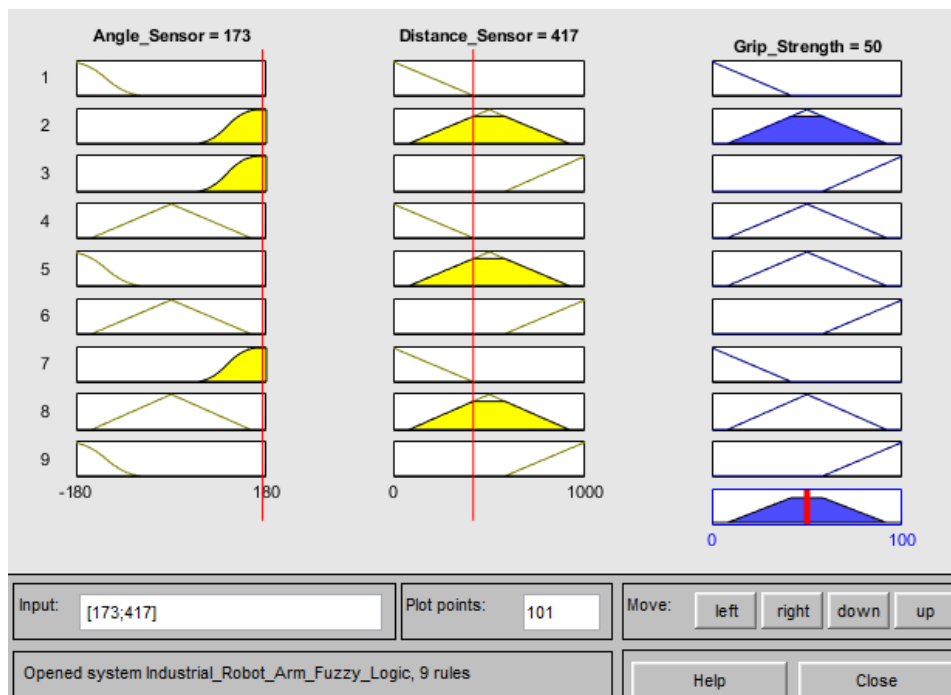 Angle_Sensor = 173
Distance_Sensor = 417
Grip_Strength = 50
1
2
3
4
5
6
7
8
9
-180
180
0
1000
0
100
Input:
[173;417]
Plot points:
101
Move:
left
right
down
up
Opened system Industrial_Robot_Arm_Fuzzy_Logic, 9 rules
Help
Close